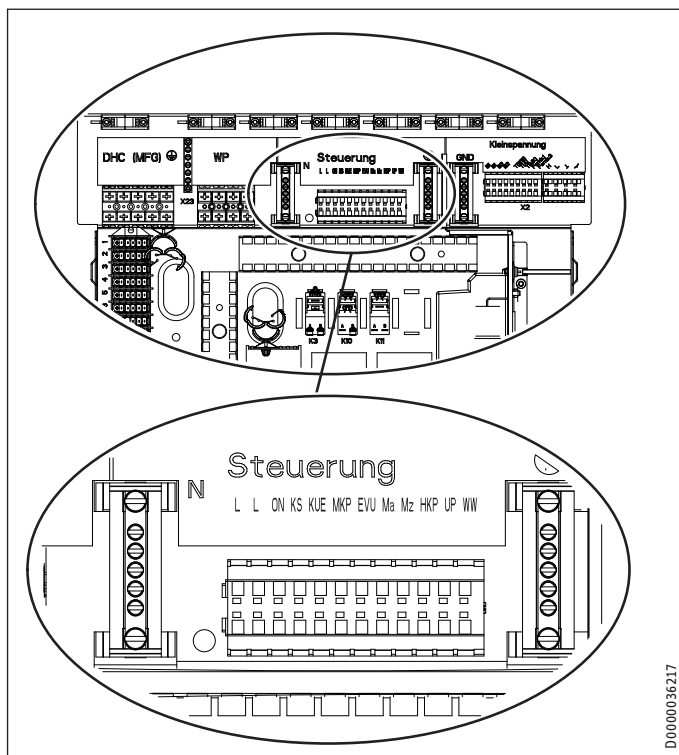 DHC (MFG) WP Steuerung GND Kleinspannung
N
X23
X2
1
2
3
4
5
K3 K10 K11
Steuerung
N
L L ON KS KUE MKP EVU Ma Mz HKP UP WW
D0000036217